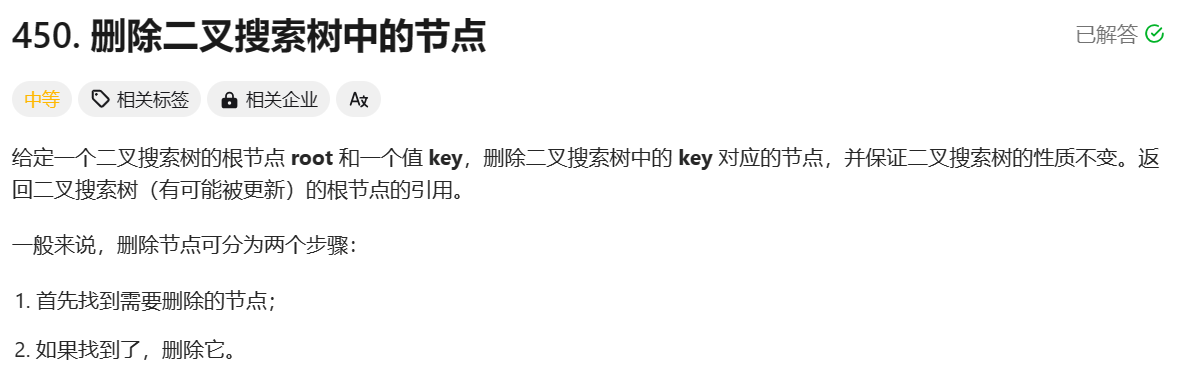 450. 删除二叉搜索树中的节点
已解答
中等 相关标签 相关企业 A文
给定一个二叉搜索树的根节点 root 和一个值 key，删除二叉搜索树中的 key 对应的节点，并保证二叉搜索树的性质不变。返
回二叉搜索树（有可能被更新）的根节点的引用。
一般来说，删除节点可分为两个步骤：
1. 首先找到需要删除的节点；
2. 如果找到了，删除它。